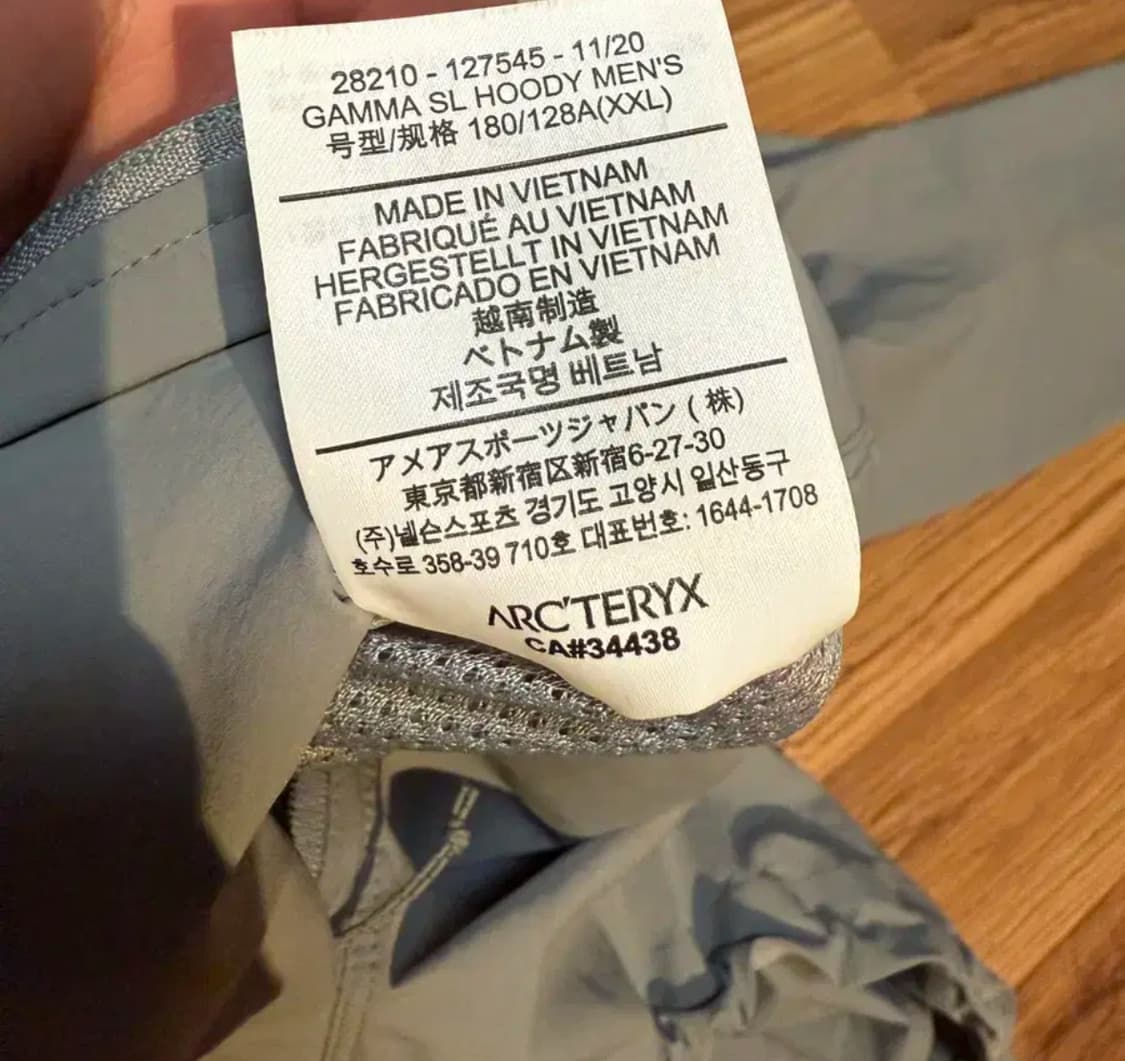 28210 - 127545 - 11/20
GAMMA SL HOODY MEN'S
号型/规格 180/128A(XXL)
MADE IN VIETNAM
FABRIQUÉ AU VIETNAM
HERGESTELLT IN VIETNAM
FABRICADO EN VIETNAM
越南制造
ベトナム製
제조국명 베트남
アメアスポーツジャパン ( 株)
東京都新宿区新宿6-27-30
(주)넬슨스포츠 경기도 고양시 일산동구
호수로 358-39 710호 대표번호: 1644-1708
ARC'TERYX
CA#34438